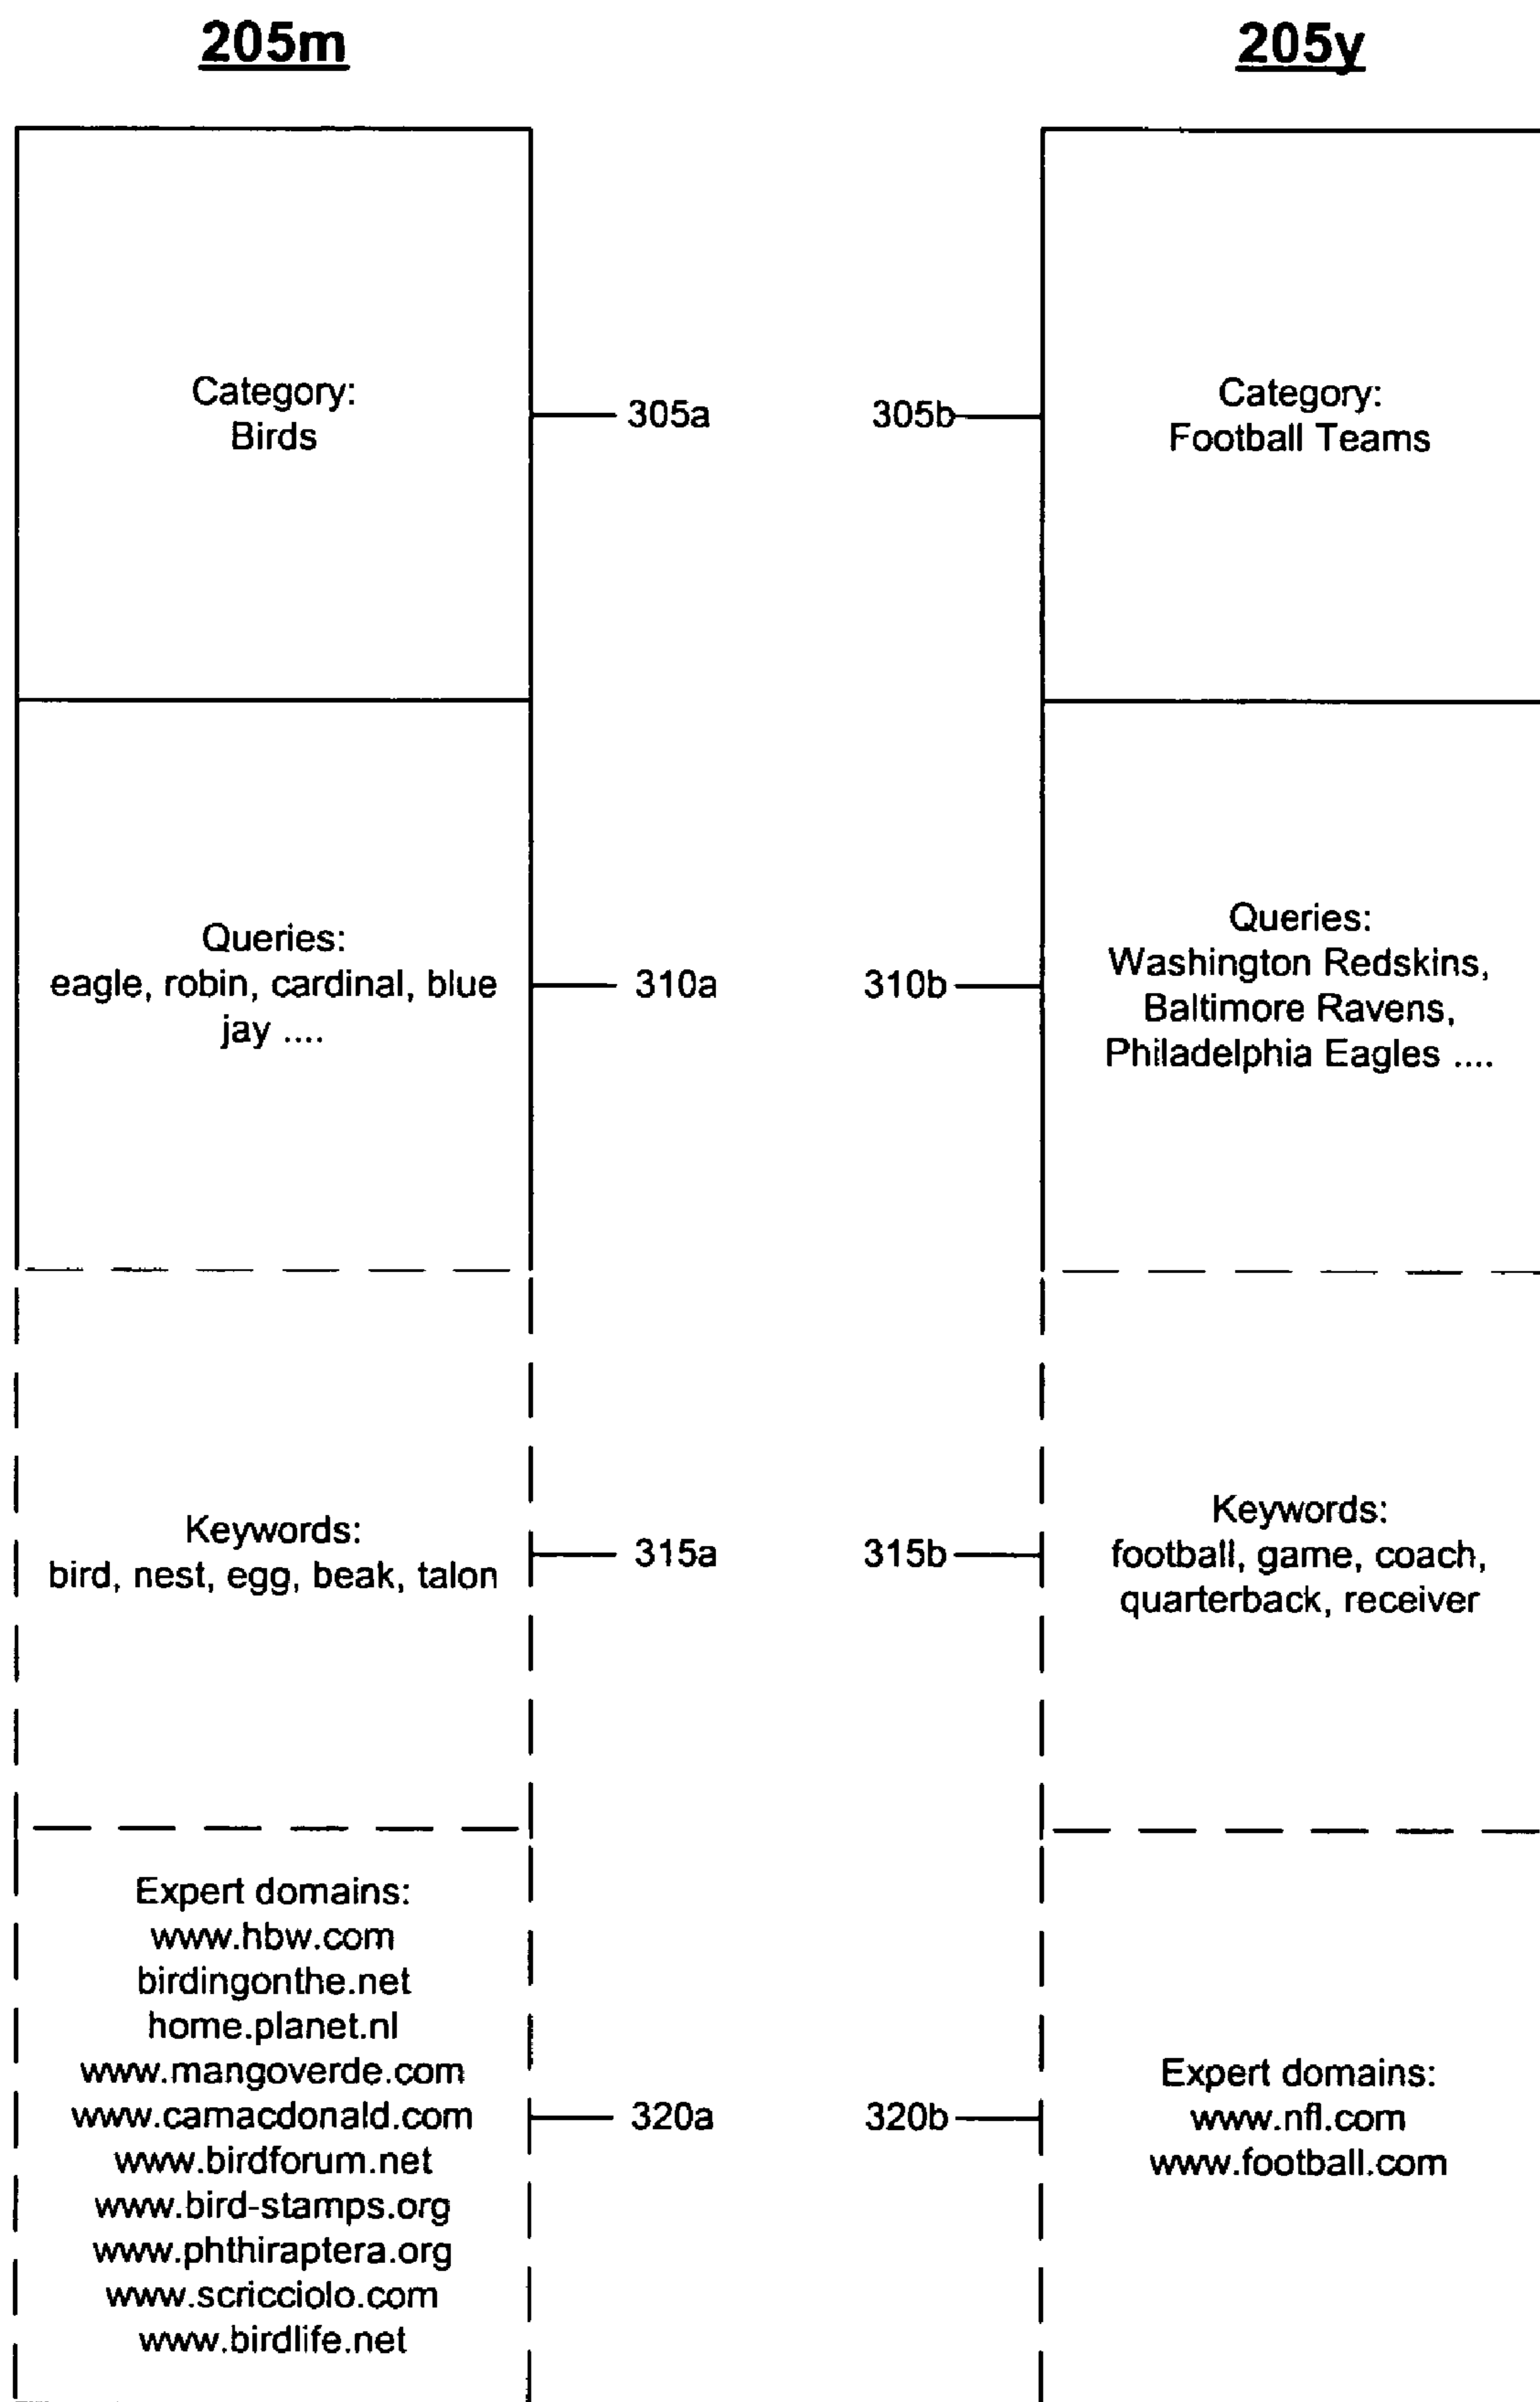 205m
205y
Category:
Birds
305a
305b
Category:
Football Teams
Queries:
eagle, robin, cardinal, blue
jay ....
310a
310b
Queries:
Washington Redskins,
Baltimore Ravens,
Philadelphia Eagles ....
Keywords:
bird, nest, egg, beak, talon
315a
315b
Keywords:
football, game, coach,
quarterback, receiver
Expert domains:
www.hbw.com
birdingonthe.net
home.planet.nl
www.mangoverde.com
www.camacdonald.com
www.birdforum.net
www.bird-stamps.org
www.phthiraptera.org
www.scricciolo.com
www.birdlife.net
320a
320b
Expert domains:
www.nfl.com
www.football.com